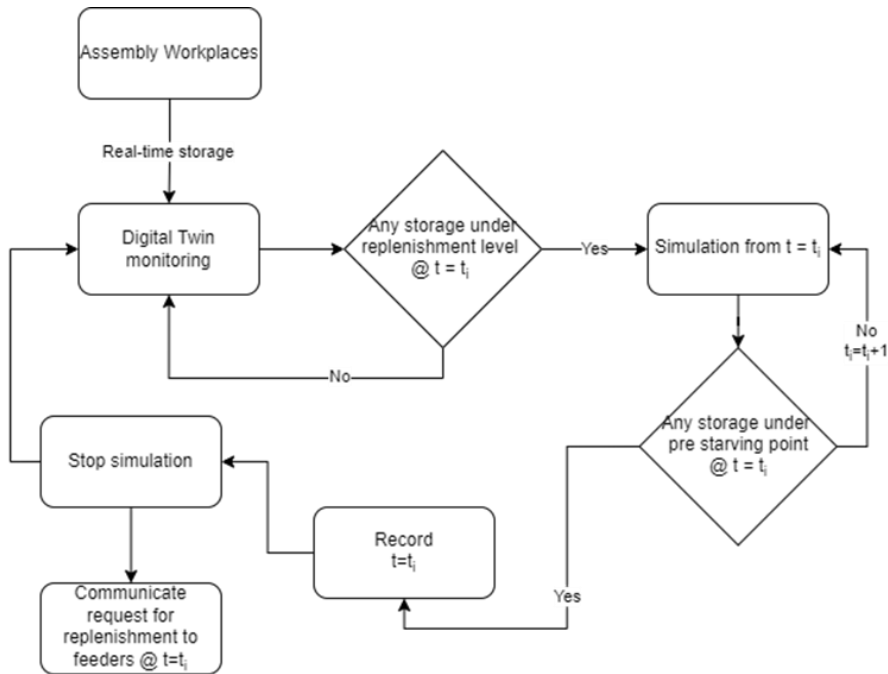 Assembly Workplaces
Real-time storage
Digital Twin
monitoring
Any storage under
replenishment level
@ t = tᵢ
Yes
No
Simulation from t = tᵢ
No
tᵢ=tᵢ+1
Any storage under
pre starving point
@ t = tᵢ
Yes
Record
t=tᵢ
Stop simulation
Communicate
request for
replenishment to
feeders @ t=tᵢ